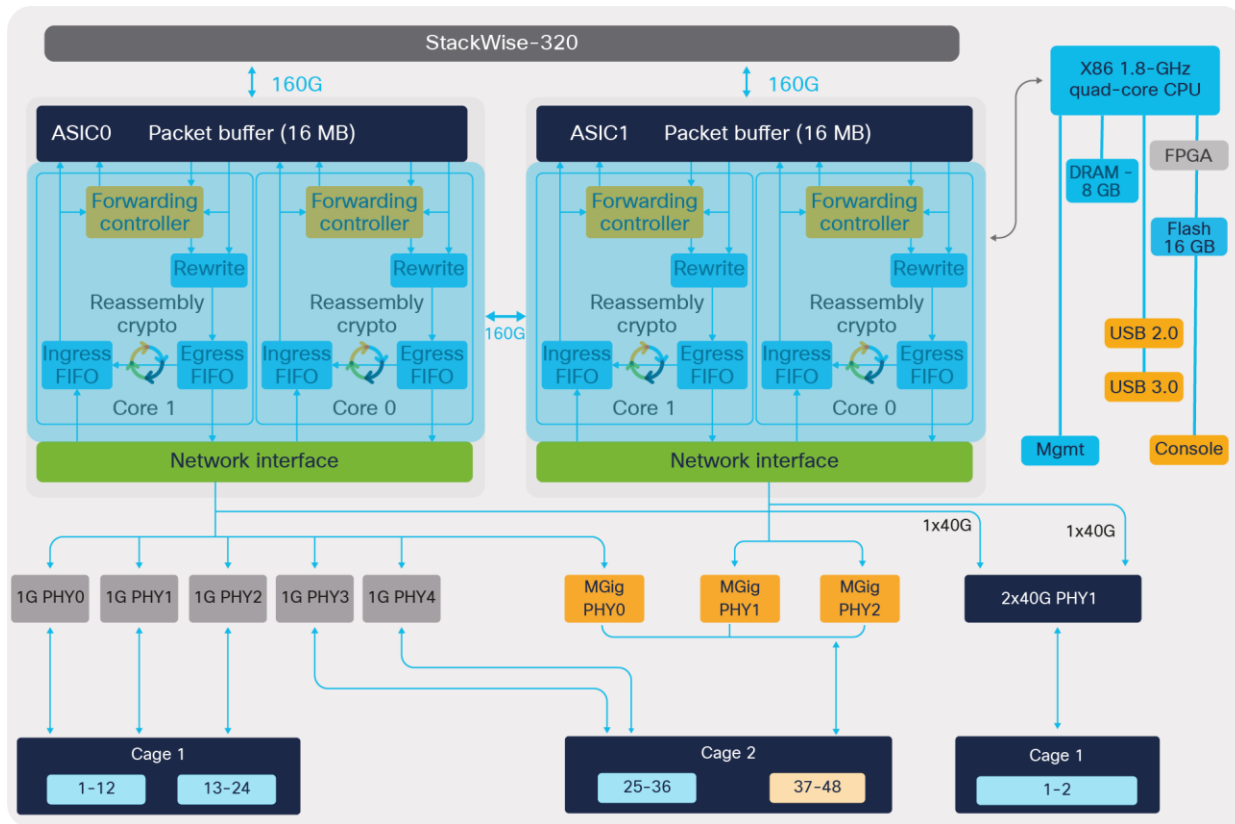 StackWise-320
160G
160G
X86 1.8-GHz
quad-core CPU
ASIC0 Packet buffer (16 MB)
ASIC1 Packet buffer (16 MB)
FPGA
DRAM -
8 GB
Flash
16 GB
Forwarding
controller
Forwarding
controller
Forwarding
controller
Forwarding
controller
Rewrite
Rewrite
Rewrite
Rewrite
Reassembly
crypto
Reassembly
crypto
160G
Reassembly
crypto
Reassembly
crypto
Ingress
FIFO
Egress
FIFO
Ingress
FIFO
Egress
FIFO
Ingress
FIFO
Egress
FIFO
Ingress
FIFO
Egress
FIFO
USB 2.0
USB 3.0
Core 1
Core 0
Core 1
Core 0
Mgmt
Console
Network interface
Network interface
1x40G
1x40G
1G PHY0
1G PHY1
1G PHY2
1G PHY3
1G PHY4
MGig
PHY0
MGig
PHY1
MGig
PHY2
2x40G PHY1
Cage 1
1-12
13-24
Cage 2
25-36
37-48
Cage 1
1-2